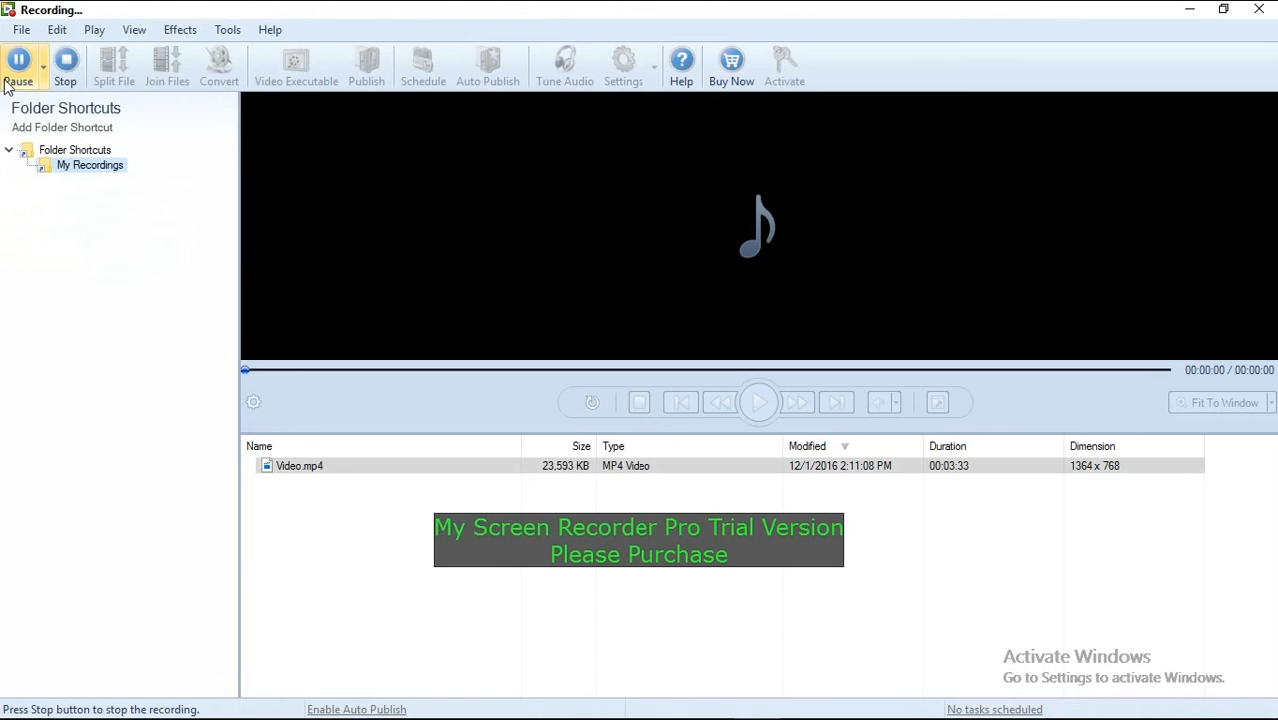 Recording...
File Edit Play View Effects Tools Help
Pause Stop Split File Join Files Convert Video Executable Publish Schedule Auto Publish Tune Audio Settings Help Buy Now Activate
Folder Shortcuts
Add Folder Shortcut
Folder Shortcuts
My Recordings
00:00:00 / 00:00:00
Fit To Window
Name Size Type Modified Duration Dimension
Video.mp4 23,593 KB MP4 Video 12/1/2016 2:11:08 PM 00:03:33 1364 x 768
My Screen Recorder Pro Trial Version
Please Purchase
Activate Windows
Go to Settings to activate Windows.
Press Stop button to stop the recording. Enable Auto Publish No tasks scheduled